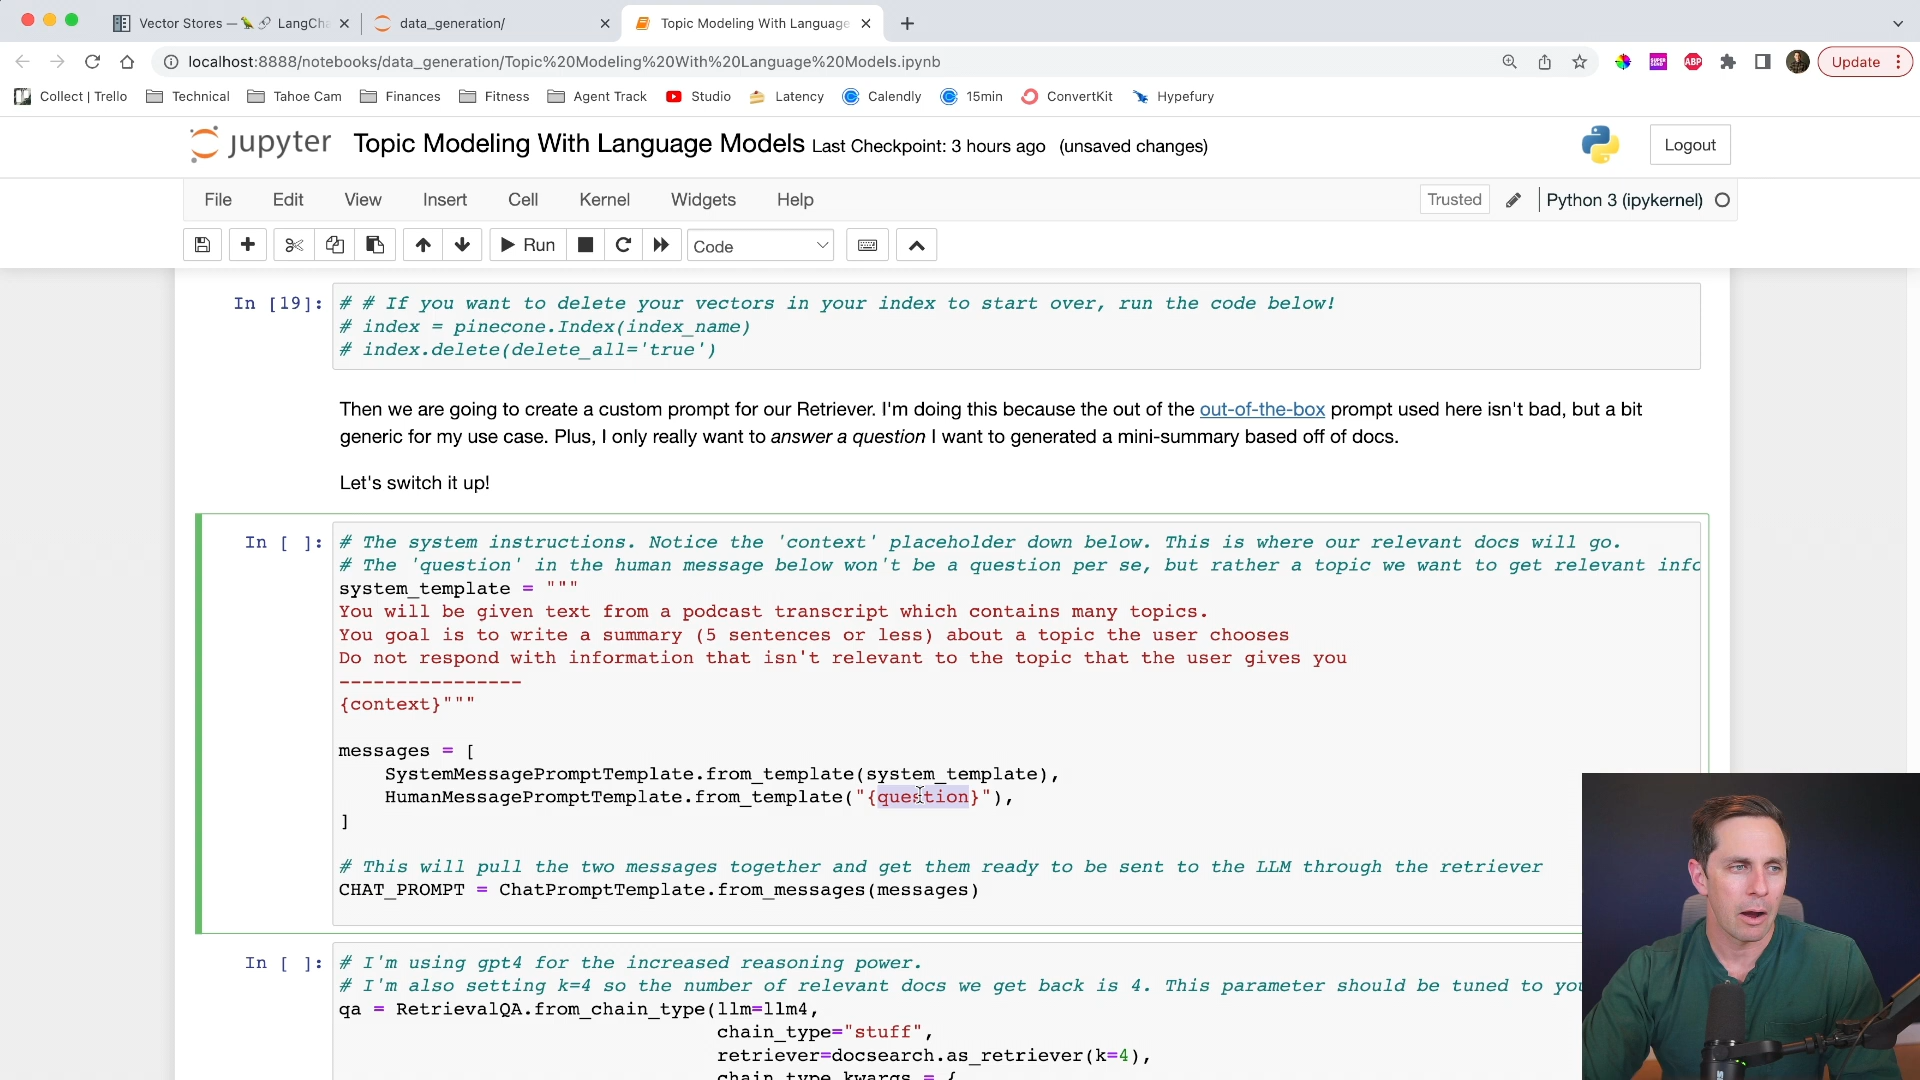 Vector Stores — 🦜🔗 LangCha
data_generation/
Topic Modeling With Language
localhost:8888/notebooks/data_generation/Topic%20Modeling%20With%20Language%20Models.ipynb
ABP
Update
Collect | Trello
Technical
Tahoe Cam
Finances
Fitness
Agent Track
Studio
Latency
Calendly
15min
ConvertKit
Hypefury
jupyter
Topic Modeling With Language Models Last Checkpoint: 3 hours ago (unsaved changes)
Logout
File Edit View Insert Cell Kernel Widgets Help
Trusted
Python 3 (ipykernel)
Run
Code
In [19]: # # If you want to delete your vectors in your index to start over, run the code below!
# index = pinecone.Index(index_name)
# index.delete(delete_all='true')
Then we are going to create a custom prompt for our Retriever. I'm doing this because the out of the out-of-the-box prompt used here isn't bad, but a bit
generic for my use case. Plus, I only really want to answer a question I want to generated a mini-summary based off of docs.
Let's switch it up!
In [ ]: # The system instructions. Notice the 'context' placeholder down below. This is where our relevant docs will go.
# The 'question' in the human message below won't be a question per se, but rather a topic we want to get relevant info
system_template = """
You will be given text from a podcast transcript which contains many topics.
You goal is to write a summary (5 sentences or less) about a topic the user chooses
Do not respond with information that isn't relevant to the topic that the user gives you
----------------
{context}"""
messages = [
SystemMessagePromptTemplate.from_template(system_template),
HumanMessagePromptTemplate.from_template("{question}"),
]
# This will pull the two messages together and get them ready to be sent to the LLM through the retriever
CHAT_PROMPT = ChatPromptTemplate.from_messages(messages)
In [ ]: # I'm using gpt4 for the increased reasoning power.
# I'm also setting k=4 so the number of relevant docs we get back is 4. This parameter should be tuned to you
qa = RetrievalQA.from_chain_type(llm=llm4,
chain_type="stuff",
retriever=docsearch.as_retriever(k=4),
chain_type_kwargs = {